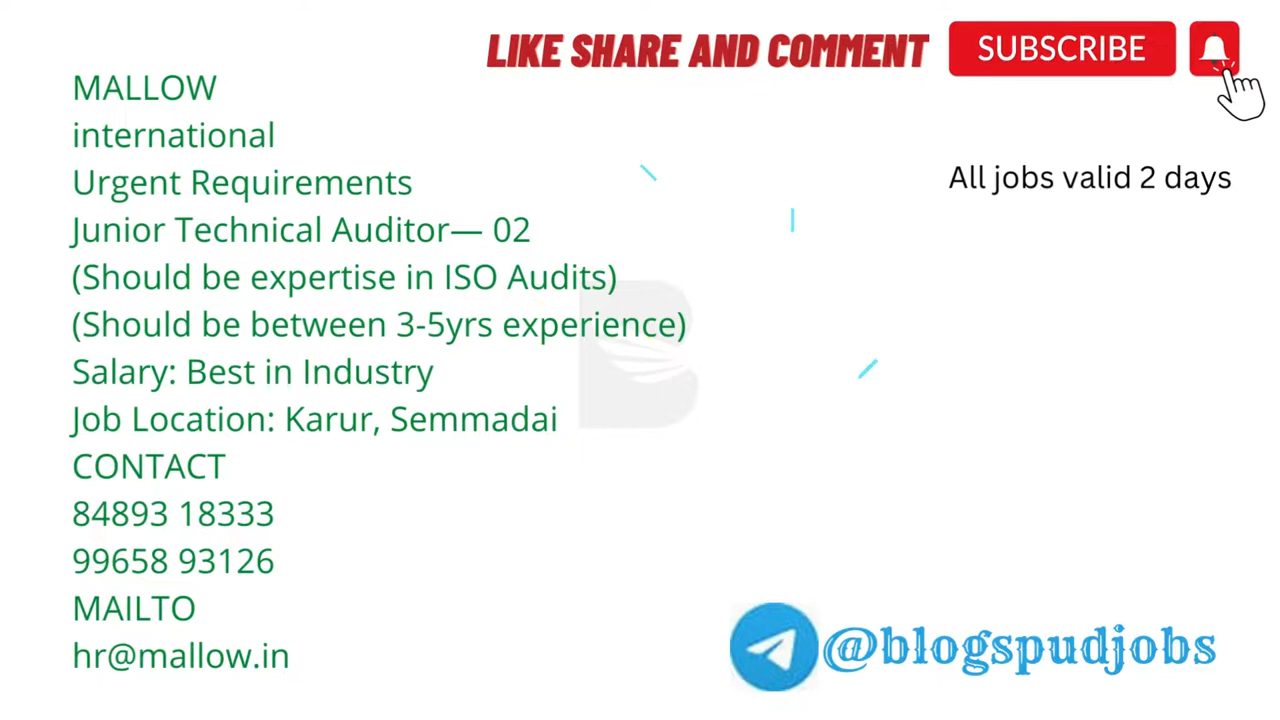 LIKE SHARE AND COMMENT
SUBSCRIBE
MALLOW
international
Urgent Requirements
All jobs valid 2 days
Junior Technical Auditor— 02
(Should be expertise in ISO Audits)
(Should be between 3-5yrs experience)
Salary: Best in Industry
Job Location: Karur, Semmadai
CONTACT
84893 18333
99658 93126
MAILTO
hr@mallow.in
@blogspudjobs